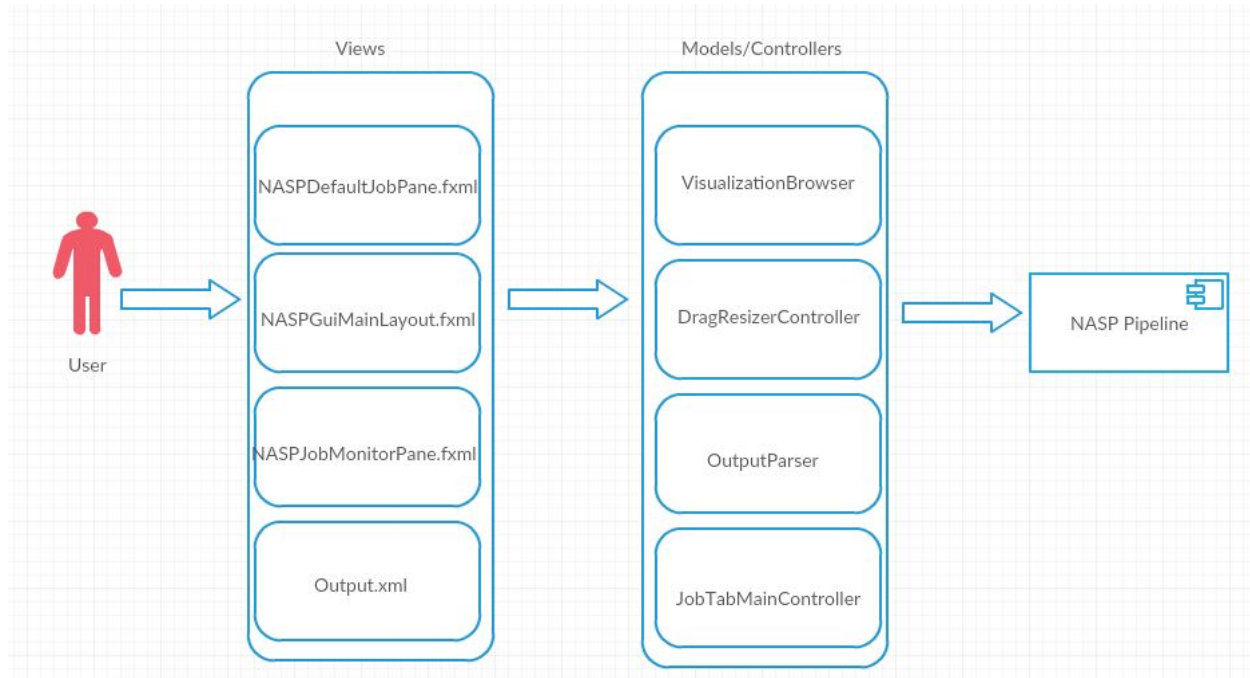 Views
Models/Controllers
NASPDefaultJobPane.fxml
VisualizationBrowser
NASPGuiMainLayout.fxml
DragResizerController
NASP Pipeline
User
NASPJobMonitorPane.fxml
OutputParser
Output.xml
JobTabMainController